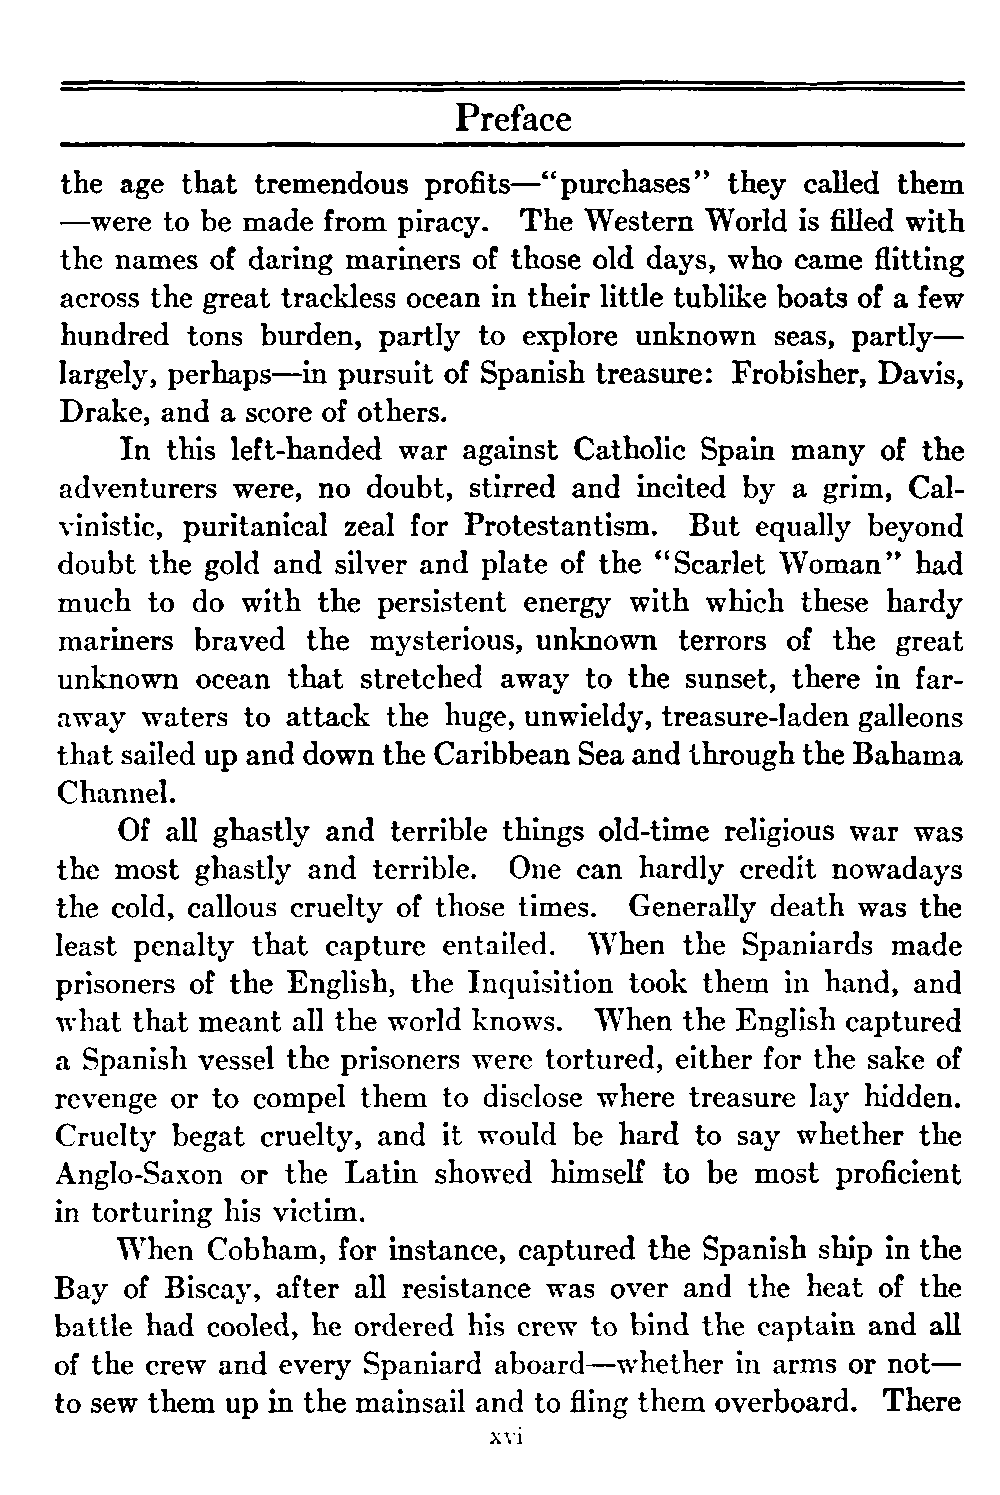 Preface
the age that tremendous profits—“purchases” they called them
—were to be made from piracy. The Western World is filled with
the names of daring mariners of those old days, who came flitting
across the great trackless ocean in their little tublike boats of a few
hundred tons burden, partly to explore unknown seas, partly—
largely, perhaps—in pursuit of Spanish treasure: Frobisher, Davis,
Drake, and a score of others.
In this left-handed war against Catholic Spain many of the
adventurers were, no doubt, stirred and incited by a grim, Cal-
vinistic, puritanical zeal for Protestantism. But equally beyond
doubt the gold and silver and plate of the “Scarlet Woman” had
much to do with the persistent energy with which these hardy
mariners braved the mysterious, unknown terrors of the great
unknown ocean that stretched away to the sunset, there in far-
away waters to attack the huge, unwieldy, treasure-laden galleons
that sailed up and down the Caribbean Sea and through the Bahama
Channel.
Of all ghastly and terrible things old-time religious war was
the most ghastly and terrible. One can hardly credit nowadays
the cold, callous cruelty of those times. Generally death was the
least penalty that capture entailed. When the Spaniards made
prisoners of the English, the Inquisition took them in hand, and
what that meant all the world knows. When the English captured
a Spanish vessel the prisoners were tortured, either for the sake of
revenge or to compel them to disclose where treasure lay hidden.
Cruelty begat cruelty, and it would be hard to say whether the
Anglo-Saxon or the Latin showed himself to be most proficient
in torturing his victim.
When Cobham, for instance, captured the Spanish ship in the
Bay of Biscay, after all resistance was over and the heat of the
battle had cooled, he ordered his crew to bind the captain and all
of the crew and every Spaniard aboard—whether in arms or not—
to sew them up in the mainsail and to fling them overboard. There
xvi